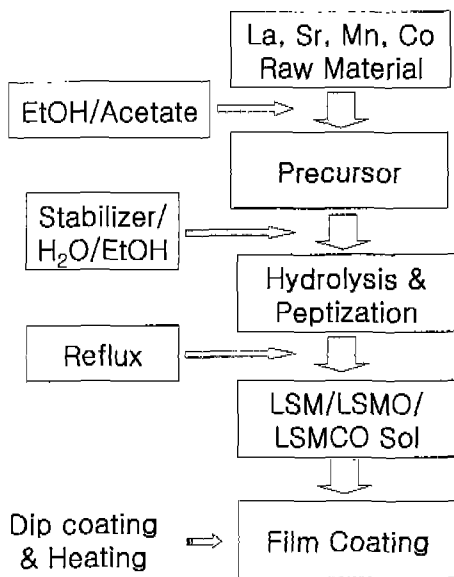 La, Sr, Mn, Co
Raw Material
EtOH/Acetate
Precursor
Stabilizer/
H₂O/EtOH
Hydrolysis &
Peptization
Reflux
LSM/LSMO/
LSMCO Sol
Dip coating
& Heating
Film Coating